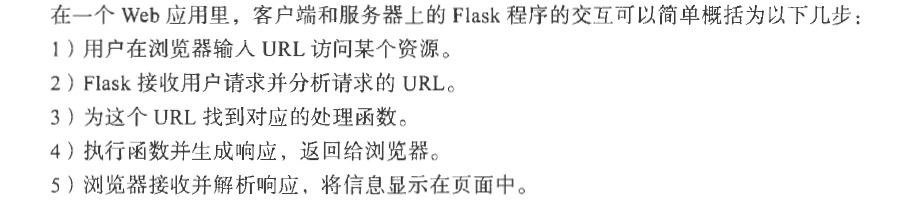 在一个 Web 应用里，客户端和服务器上的 Flask 程序的交互可以简单概括为以下几步：
1）用户在浏览器输入 URL 访问某个资源。
2）Flask 接收用户请求并分析请求的 URL。
3）为这个 URL 找到对应的处理函数。
4）执行函数并生成响应，返回给浏览器。
5）浏览器接收并解析响应，将信息显示在页面中。